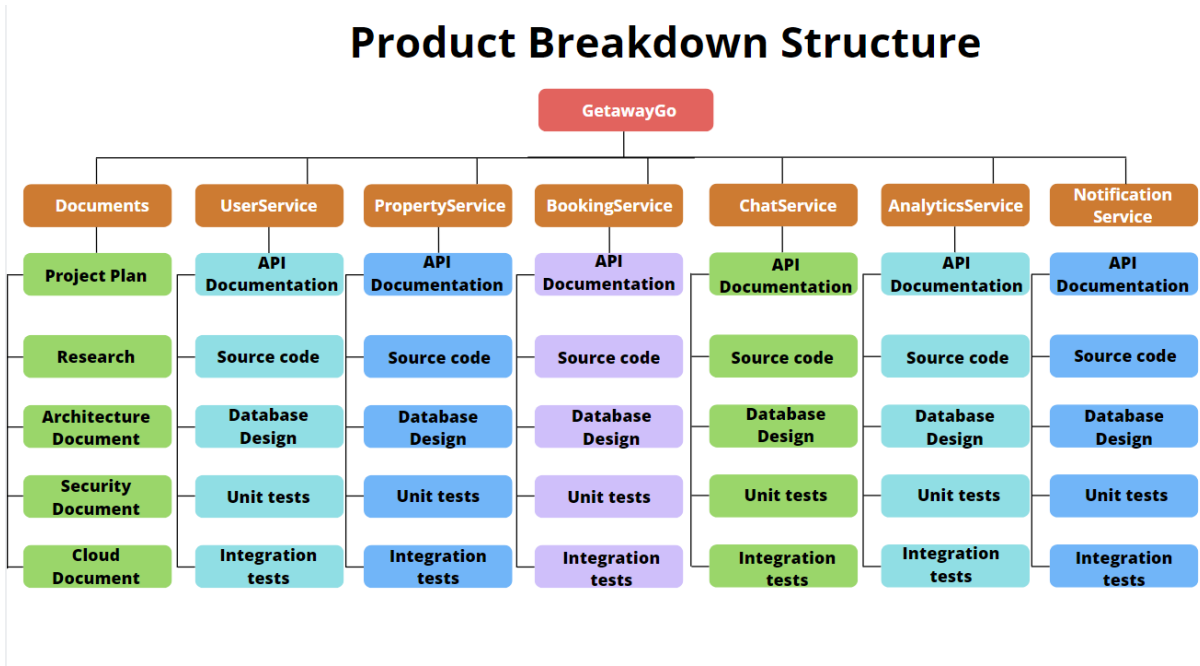 Product Breakdown Structure
GetawayGo
Documents
UserService
PropertyService
BookingService
ChatService
AnalyticsService
Notification
Service
Project Plan
API
Documentation
API
Documentation
API
Documentation
API
Documentation
API
Documentation
API
Documentation
Research
Source code
Source code
Source code
Source code
Source code
Source code
Architecture
Document
Database
Design
Database
Design
Database
Design
Database
Design
Database
Design
Database
Design
Security
Document
Unit tests
Unit tests
Unit tests
Unit tests
Unit tests
Unit tests
Cloud
Document
Integration
tests
Integration
tests
Integration
tests
Integration
tests
Integration
tests
Integration
tests